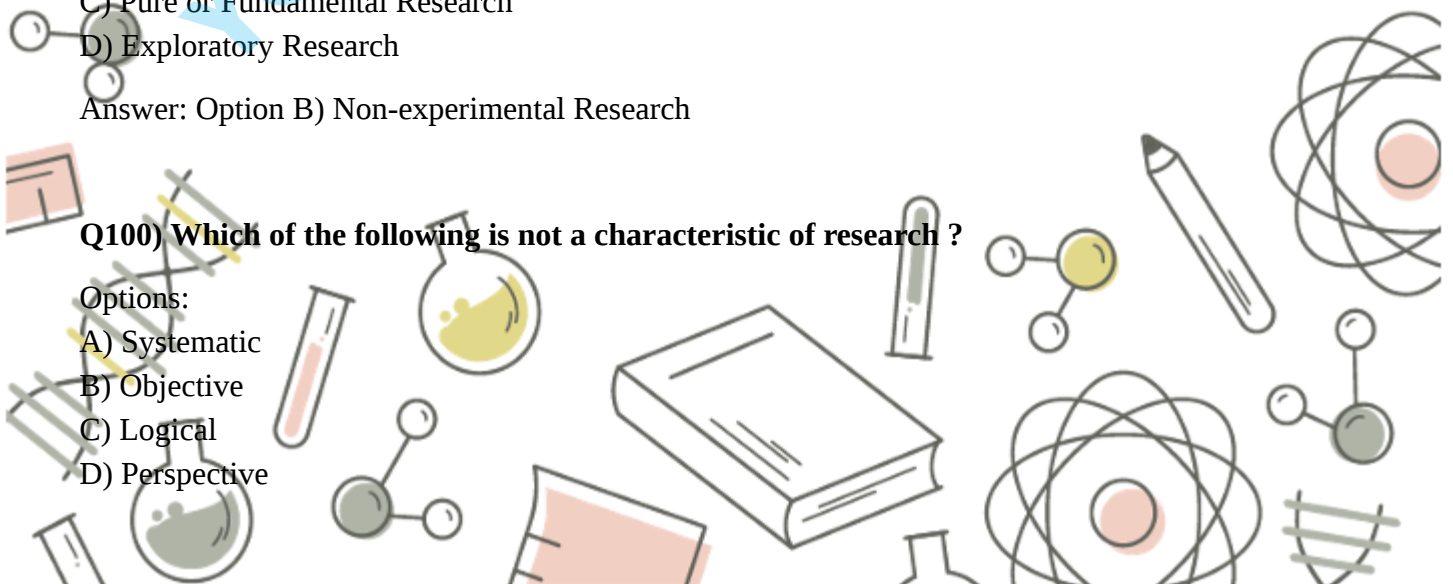 C) Pure or Fundamental Research
D) Exploratory Research
Answer: Option B) Non-experimental Research
Q100) Which of the following is not a characteristic of research ?
Options:
A) Systematic
B) Objective
C) Logical
D) Perspective